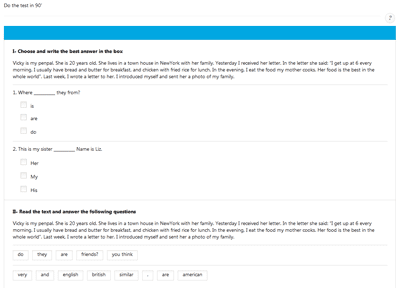 Do the test in 90'
I- Choose and write the best answer in the box
Vicky is my penpal. She is 20 years old. She lives in a town house in NewYork with her family. Yesterday I received her letter. In the letter she said: "I get up at 6 every
morning. I usually have bread and butter for breakfast, and chicken with fried rice for lunch. In the evening, I eat the food my mother cooks. Her food is the best in the
whole world". Last week, I wrote a letter to her. I introduced myself and sent her a photo of my family.
1. Where ________ they from?
is
are
do
2. This is my sister ________ Name is Liz.
Her
My
His
B- Read the text and answer the following questions
Vicky is my penpal. She is 20 years old. She lives in a town house in NewYork with her family. Yesterday I received her letter. In the letter she said: "I get up at 6 every
morning. I usually have bread and butter for breakfast, and chicken with fried rice for lunch. In the evening, I eat the food my mother cooks. Her food is the best in the
whole world". Last week, I wrote a letter to her. I introduced myself and sent her a photo of my family.
do they are friends? you think
very and english british similar . are american